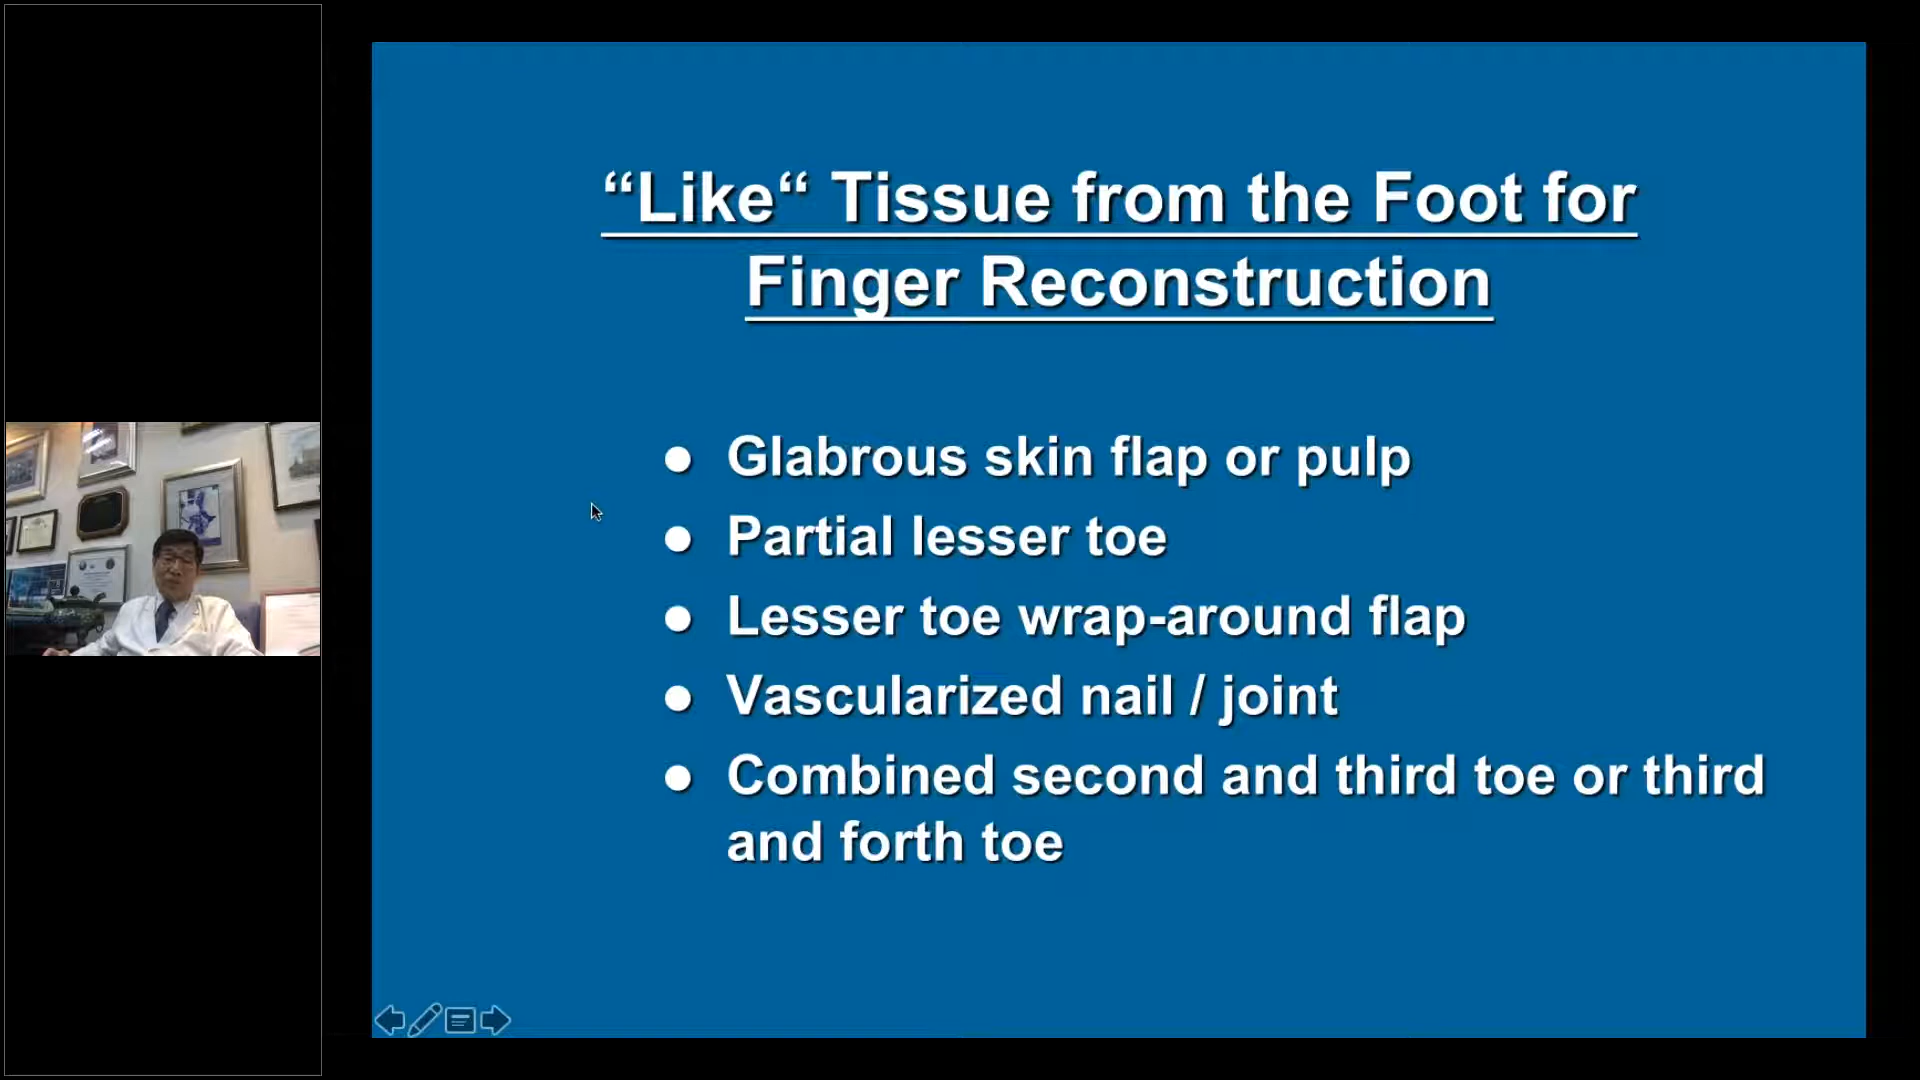 “Like“ Tissue from the Foot for
Finger Reconstruction
● Glabrous skin flap or pulp
● Partial lesser toe
● Lesser toe wrap-around flap
● Vascularized nail / joint
● Combined second and third toe or third
and forth toe